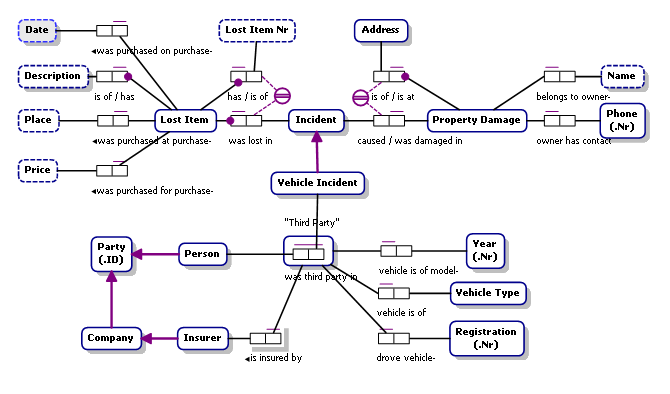 Date
Lost Item Nr
Address
◂was purchased on purchase-
Description
Name
is of / has
has / is of
is of / is at
belongs to owner-
Place
Lost Item
Incident
Property Damage
Phone
(.Nr)
◂was purchased at purchase-
was lost in
caused / was damaged in
owner has contact
Price
Vehicle Incident
◂was purchased for purchase-
"Third Party"
Party
(.ID)
Person
Year
(.Nr)
was third party in
vehicle is of model-
Vehicle Type
vehicle is of
Company
Insurer
Registration
(.Nr)
◂is insured by
drove vehicle-